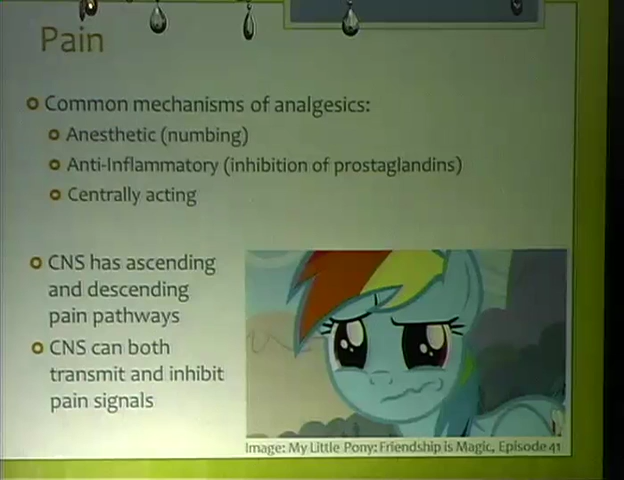 Pain
Common mechanisms of analgesics:
Anesthetic (numbing)
Anti-Inflammatory (inhibition of prostaglandins)
Centrally acting
CNS has ascending
and descending
pain pathways
CNS can both
transmit and inhibit
pain signals
Image: My Little Pony: Friendship is Magic, Episode 41